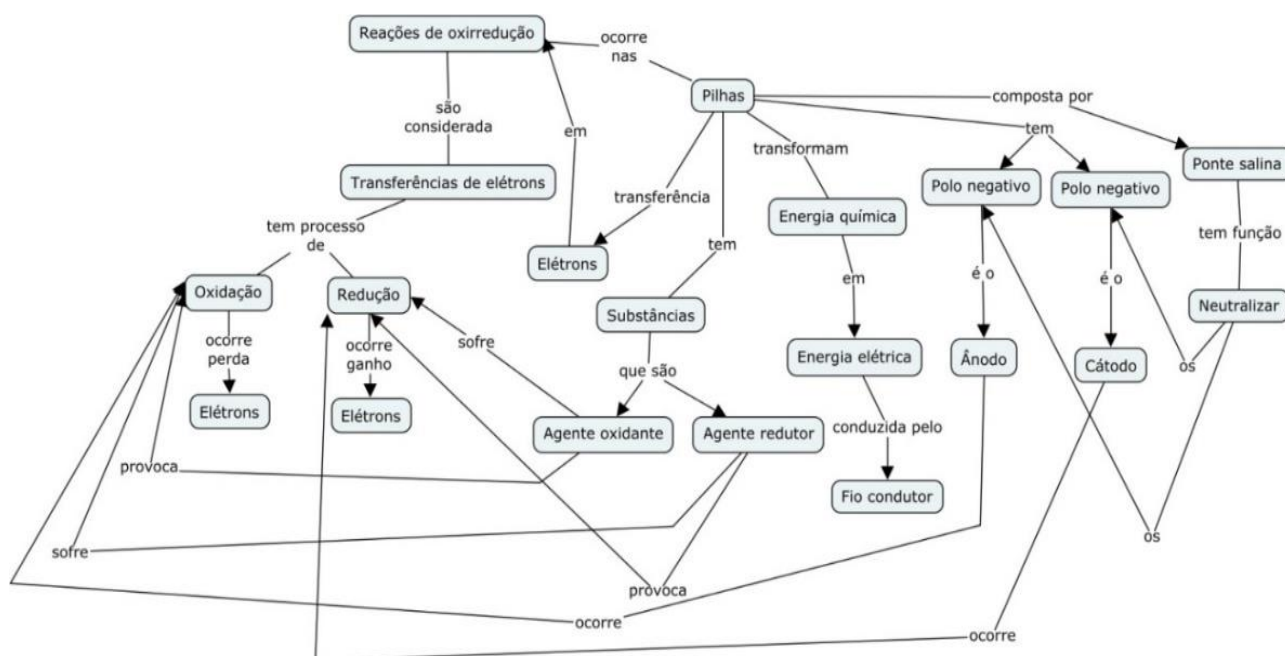 Reações de oxirredução
ocorre
nas
Pilhas
composta por
são
considerada
em
tem
transformam
Ponte salina
Transferências de elétrons
transferência
Polo negativo
Polo negativo
Energia química
tem processo
de
tem função
Elétrons
tem
Oxidação
Redução
em
é o
é o
Substâncias
Neutralizar
ocorre
perda
ocorre
ganho
sofre
Energia elétrica
Ânodo
Cátodo
os
que são
Elétrons
Elétrons
Agente oxidante
Agente redutor
conduzida pelo
provoca
Fio condutor
sofre
os
provoca
ocorre
ocorre